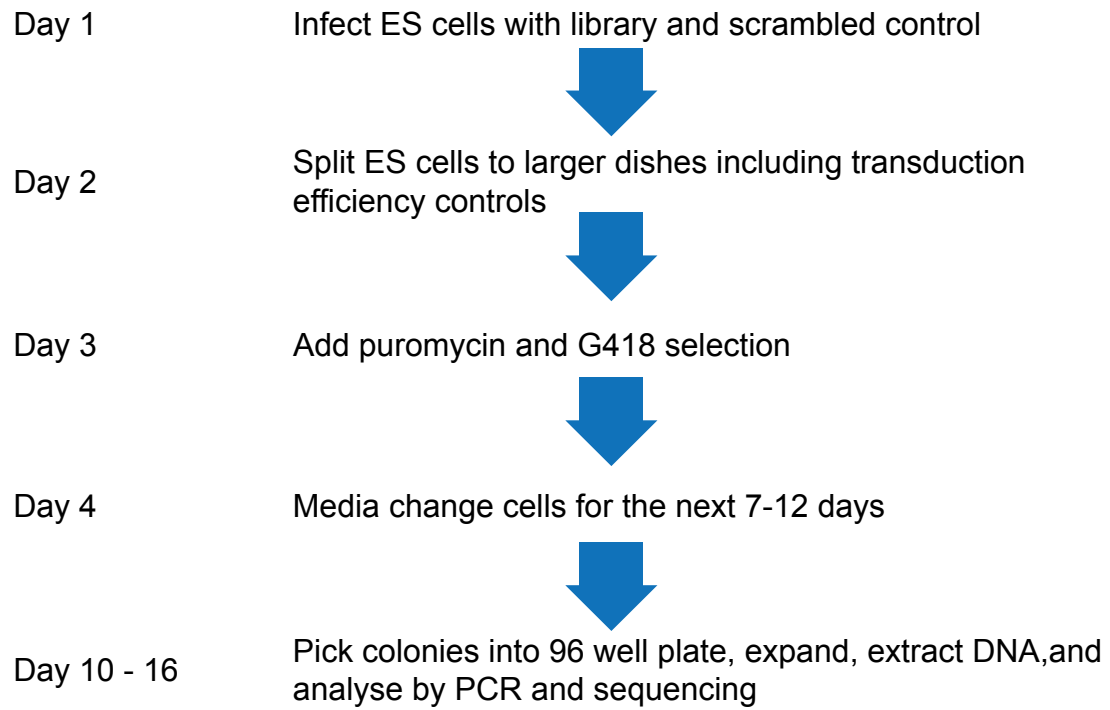 Day 1 Infect ES cells with library and scrambled control
Day 2 Split ES cells to larger dishes including transduction
efficiency controls
Day 3 Add puromycin and G418 selection
Day 4 Media change cells for the next 7-12 days
Day 10 - 16 Pick colonies into 96 well plate, expand, extract DNA,and
analyse by PCR and sequencing